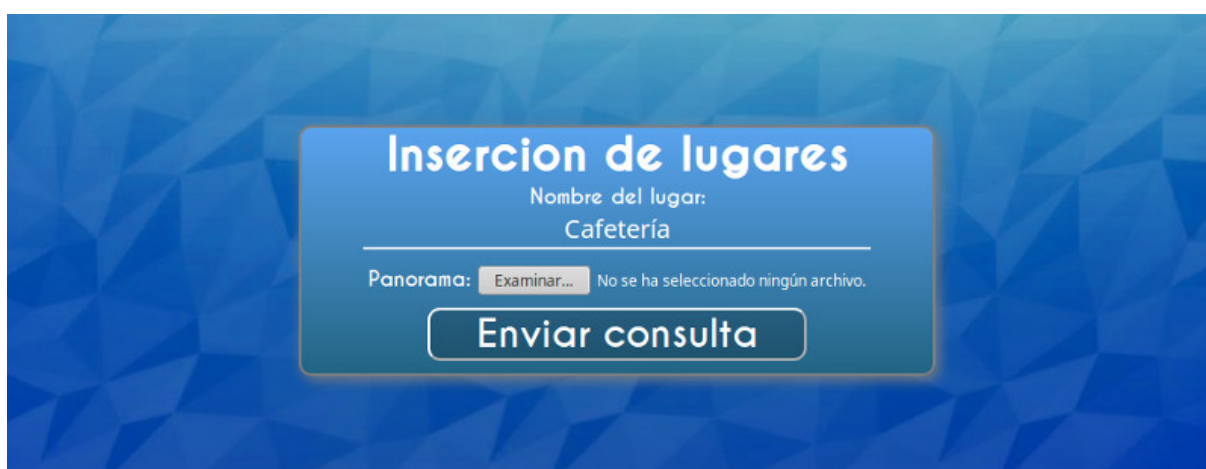 Insercion de lugares
Nombre del lugar:
Cafetería
Panorama: Examinar... No se ha seleccionado ningún archivo.
Enviar consulta